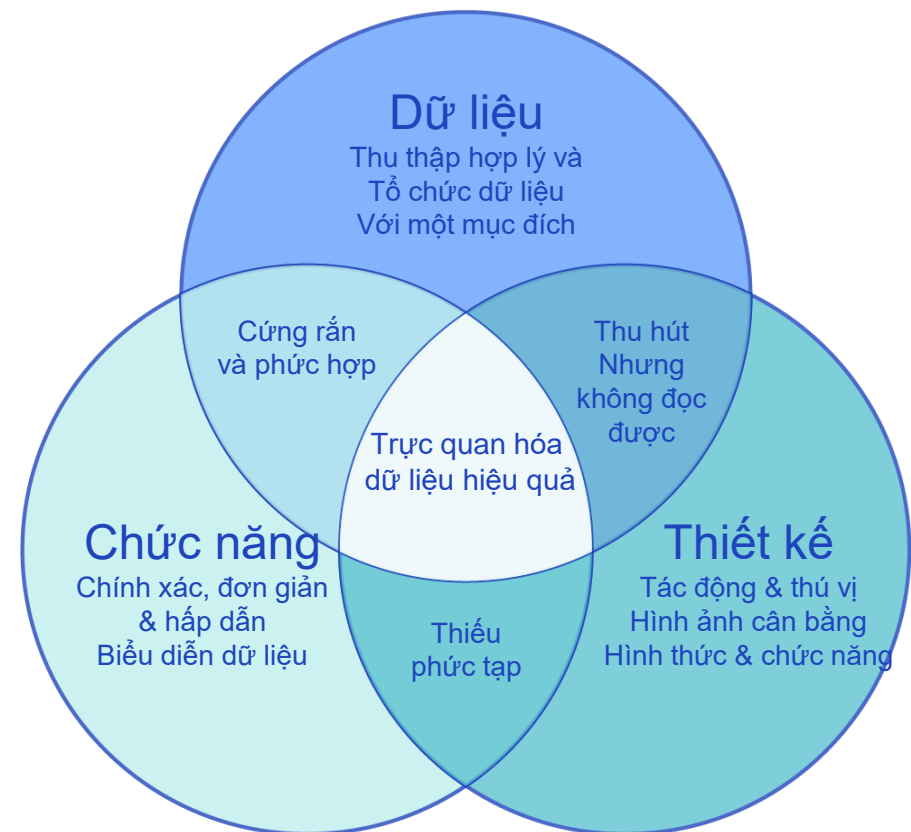 Dữ liệu
Thu thập hợp lý và
Tổ chức dữ liệu
Với một mục đích
Cứng rắn
và phức hợp
Thu hút
Nhưng
không đọc
được
Trực quan hóa
dữ liệu hiệu quả
Chức năng
Chính xác, đơn giản
& hấp dẫn
Biểu diễn dữ liệu
Thiết kế
Tác động & thú vị
Hình ảnh cân bằng
Hình thức & chức năng
Thiếu
phức tạp